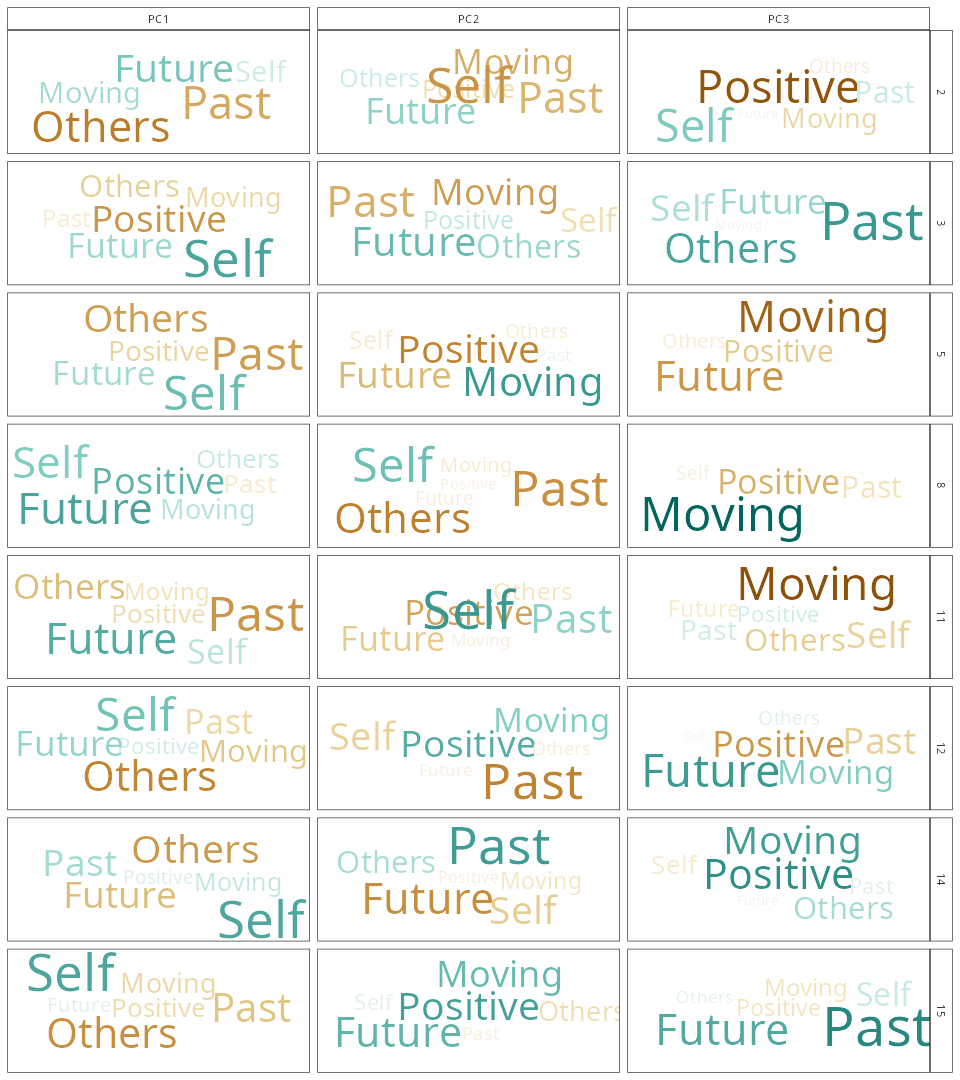 PC1 PC2 PC3
Future Self
Moving
Past
Others
Moving
Others
Self
Positive
Past
Future
Others
Positive
Past
Future
Moving
Self
2
Others
Moving
Past
Positive
Future
Self
Moving
Past
Positive
Self
Future
Others
Self
Future
Past
Moving
Others
3
Others
Positive
Past
Future
Self
Others
Self
Positive
Past
Future
Moving
Moving
Others
Positive
Future
5
Self
Others
Positive
Past
Future
Moving
Self
Moving
Positive
Past
Future
Others
Self
Positive
Past
Moving
8
Others
Moving
Positive
Past
Future
Self
Others
Self
Positive
Past
Future
Moving
Moving
Future
Positive
Past
Others
Self
11
Self
Past
Future
Positive
Moving
Others
Moving
Self
Positive
Others
Future
Past
Others
Self
Positive
Past
Future
Moving
12
Others
Past
Positive
Moving
Future
Self
Past
Others
Positive
Moving
Future
Self
Moving
Self
Positive
Past
Future
Others
14
Self
Moving
Future
Positive
Past
Others
Moving
Self
Positive
Others
Future
Past
Moving
Others
Self
Positive
Future
Past
15